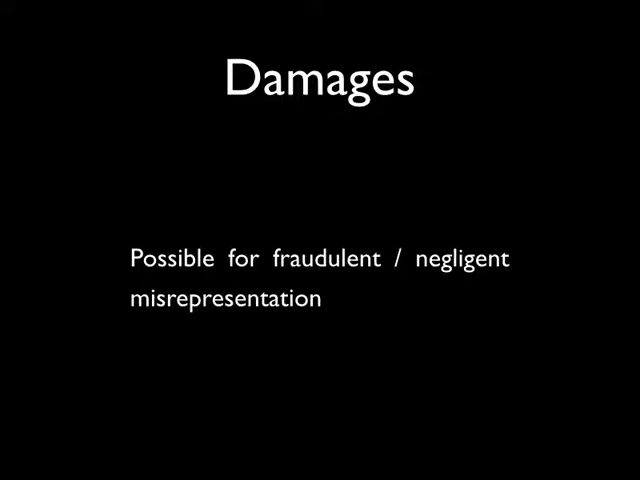 Damages
Possible for fraudulent / negligent
misrepresentation